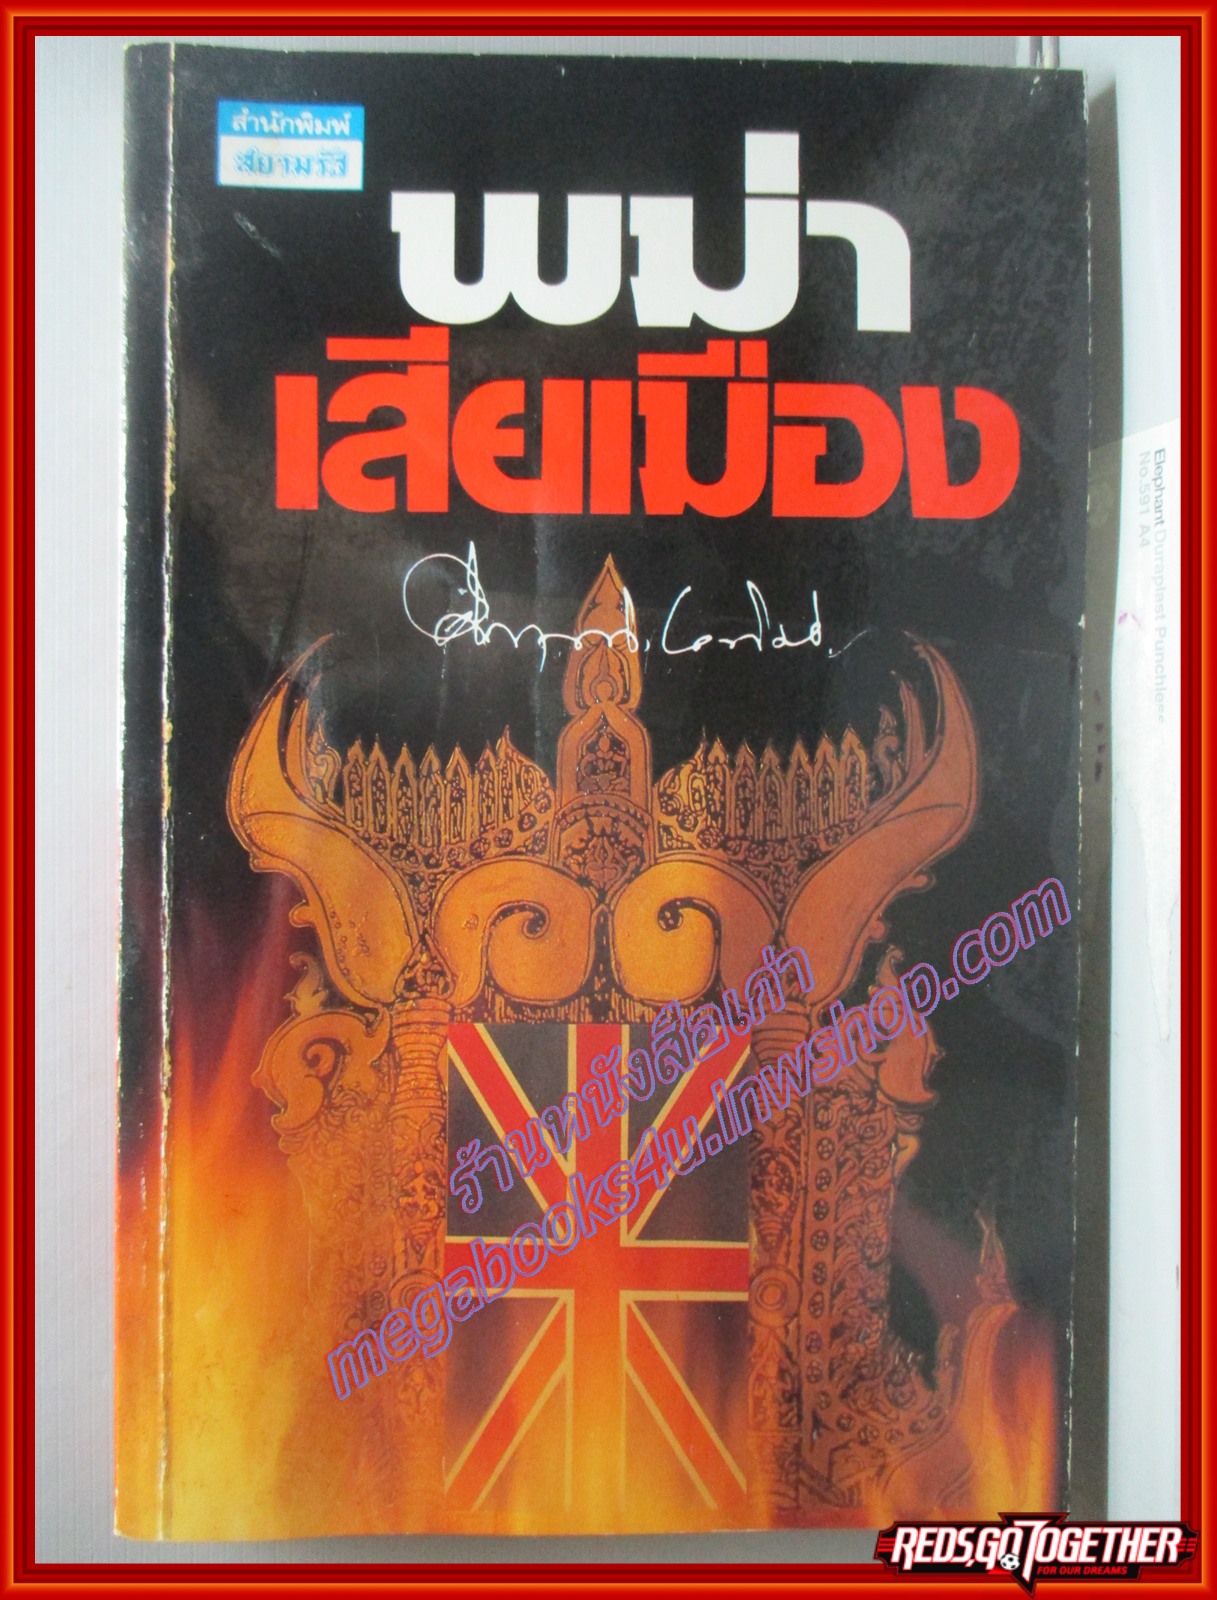 สำนักพิมพ์
สยามรัฐ
พม่า
เสียเมือง
ร้านหนังสือเก่า
megabooks4u.lnwshop.com
Elephant Duraplast Punchless
No.591 A4
REDS,GO TOGETHER
FOR OUR DREAMS